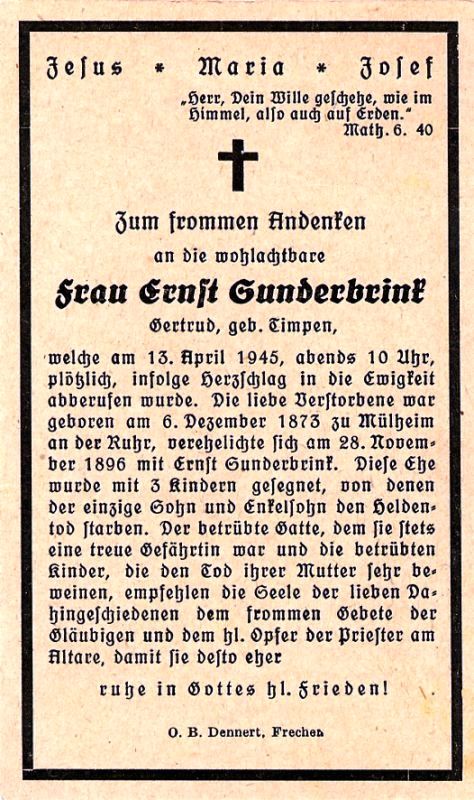 Jesus * Maria * Josef
„Herr, Dein Wille geschehe, wie im
Himmel, also auch auf Erden."
Math. 6. 40
Zum frommen Andenken
an die wohlachtbare
Frau Ernst Gunderbrink
Gertrud, geb. Timpen,
welche am 13. April 1945, abends 10 Uhr,
plötzlich, infolge Herzschlag in die Ewigkeit
abberufen wurde. Die liebe Verstorbene war
geboren am 6. Dezember 1873 zu Mülheim
an der Ruhr, verehelichte sich am 28. Novem-
ber 1896 mit Ernst Gunderbrink. Diese Ehe
wurde mit 3 Kindern gesegnet, von denen
der einzige Sohn und Enkelsohn den Helden-
tod starben. Der betrübte Gatte, dem sie stets
eine treue Gefährtin war und die betrübten
Kinder, die den Tod ihrer Mutter sehr be-
weinen, empfehlen die Seele der lieben Da-
hingeschiedenen dem frommen Gebete der
Gläubigen und dem hl. Opfer der Priester am
Altare, damit sie desto eher
ruhe in Gottes hl. Frieden!
O. B. Dennert, Frechen